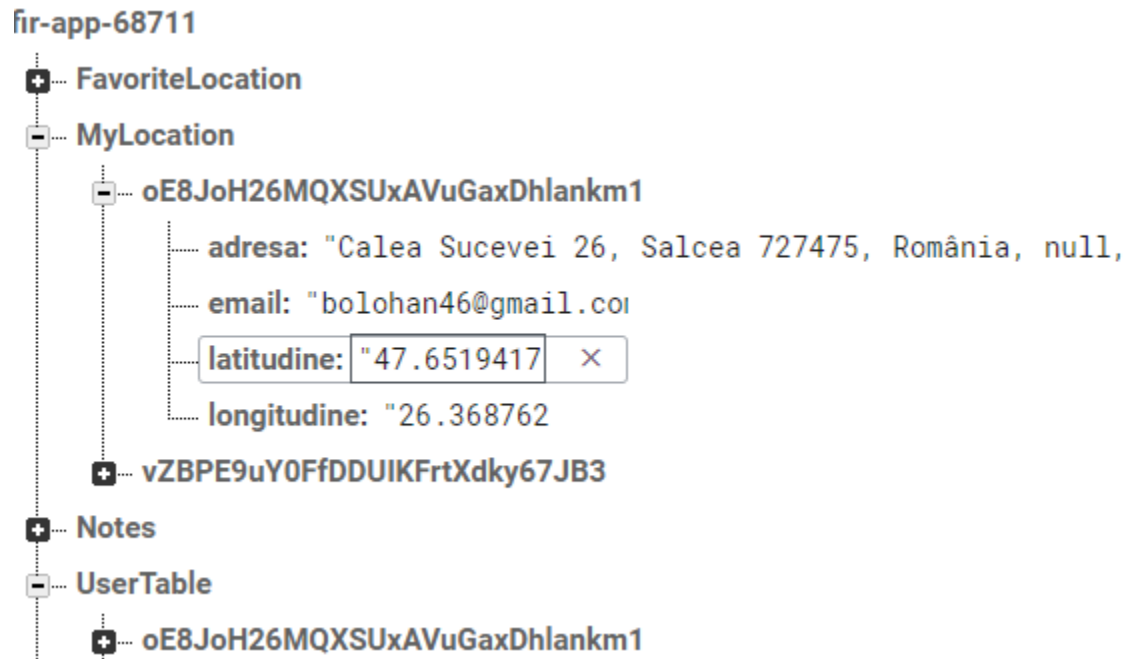 fir-app-68711
FavoriteLocation
MyLocation
oE8JoH26MQXSUxAVuGaxDhlankm1
adresa: "Calea Sucevei 26, Salcea 727475, România, null,
email: "bolohan46@gmail.co
latitudine: "47.6519417 ×
longitudine: "26.368762
vZBPE9uY0FfDDUIKFrtXdky67JB3
Notes
UserTable
oE8JoH26MQXSUxAVuGaxDhlankm1